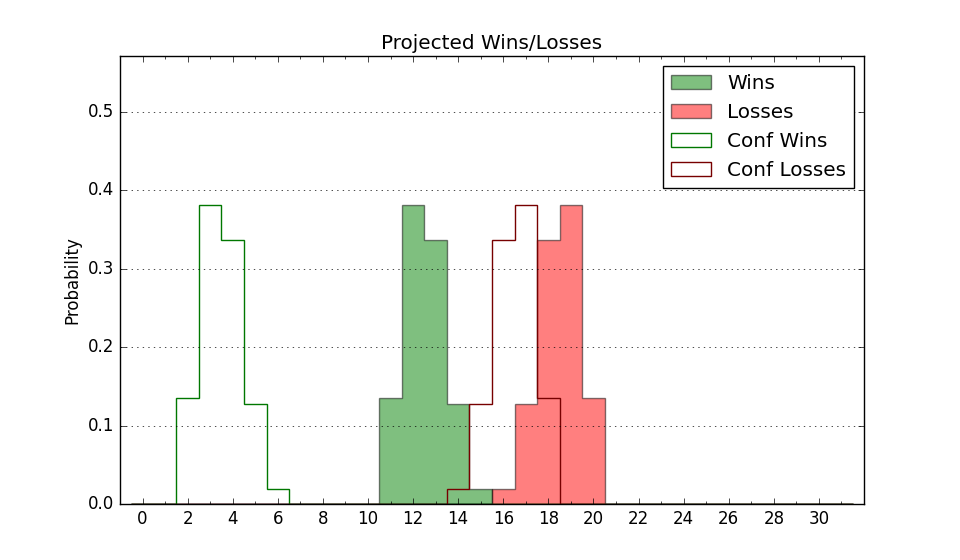 Projected Wins/Losses
Wins
Losses
Conf Wins
Conf Losses
Probability
0.5
0.4
0.3
0.2
0.1
0.0
0 2 4 6 8 10 12 14 16 18 20 22 24 26 28 30